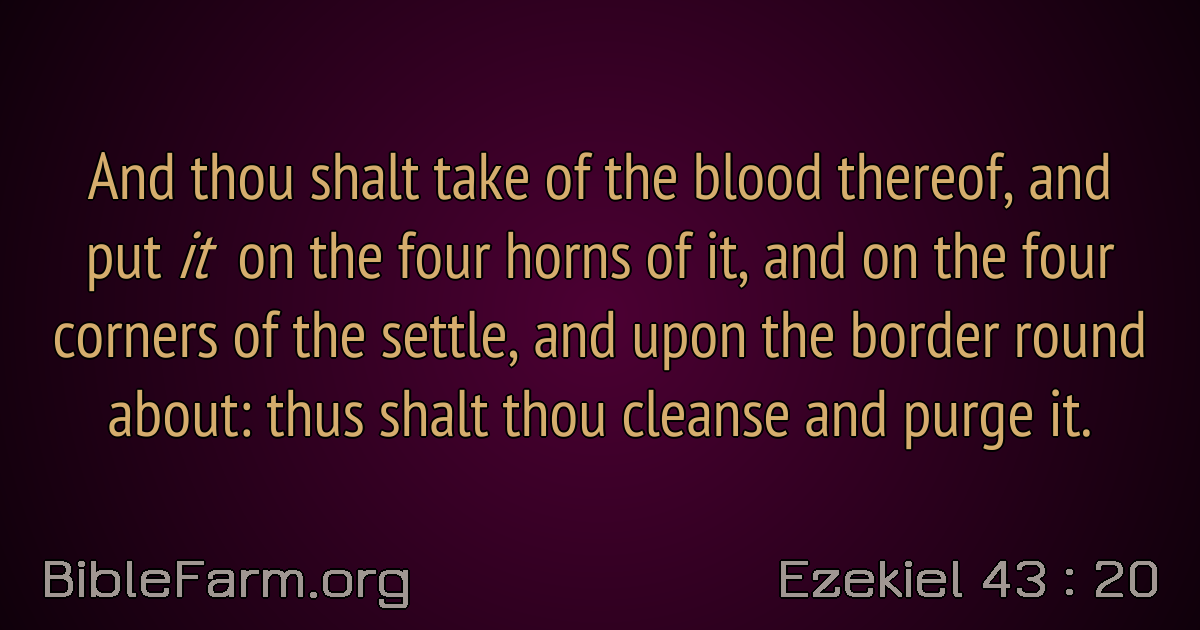 And thou shalt take of the blood thereof, and
put it on the four horns of it, and on the four
corners of the settle, and upon the border round
about: thus shalt thou cleanse and purge it.
BibleFarm.org
Ezekiel 43 : 20